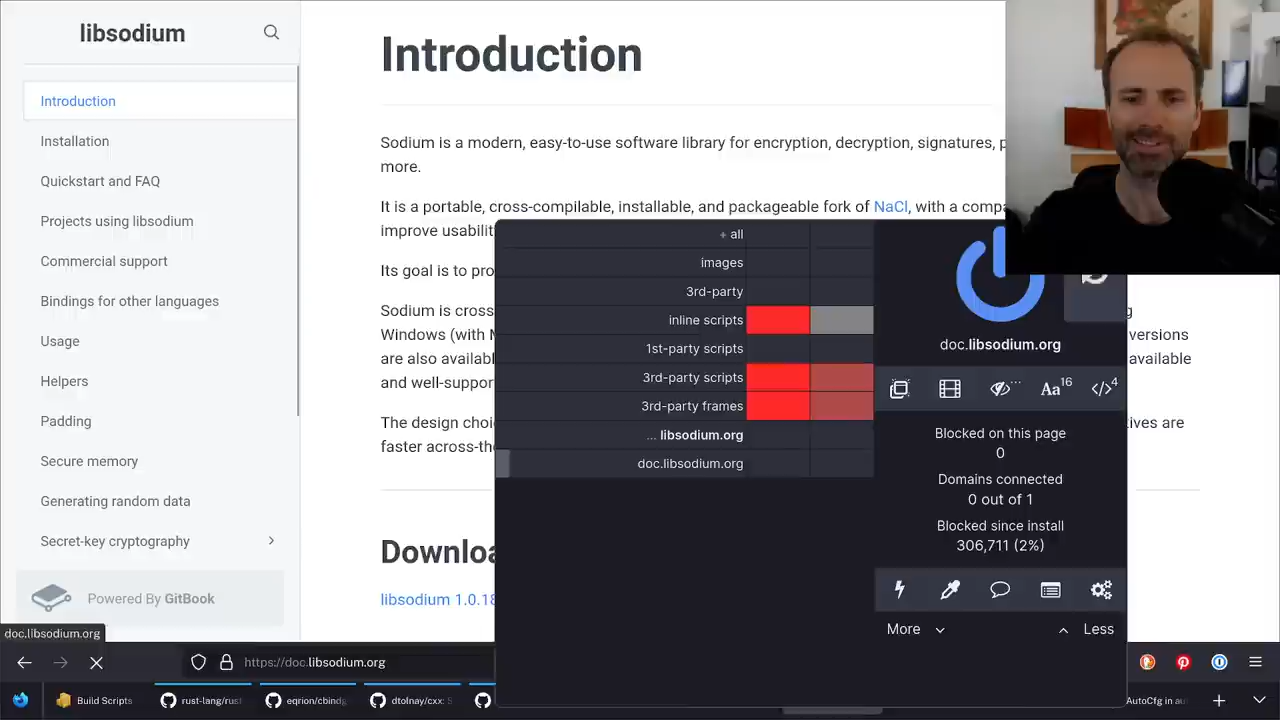 libsodium
Introduction
Installation
Quickstart and FAQ
Projects using libsodium
Commercial support
Bindings for other languages
Usage
Helpers
Padding
Secure memory
Generating random data
Secret-key cryptography
Powered By GitBook
doc.libsodium.org
Introduction
Sodium is a modern, easy-to-use software library for encryption, decryption, signatures, p
more.
It is a portable, cross-compilable, installable, and packageable fork of NaCl, with a compa
improve usabilit
Its goal is to pro
Sodium is cross
Windows (with M
versions
are also availabl
available
and well-suppor
The design choi
ives are
faster across-the
Downloa
libsodium 1.0.18
+ all
images
3rd-party
inline scripts
1st-party scripts
3rd-party scripts
3rd-party frames
... libsodium.org
doc.libsodium.org
doc.libsodium.org
Aa 16
</> 4
Blocked on this page
0
Domains connected
0 out of 1
Blocked since install
306,711 (2%)
More
Less
https://doc.libsodium.org
Build Scripts
rust-lang/rus
eqrion/cbindg
dtolnay/cxx: S
AutoCfg in au